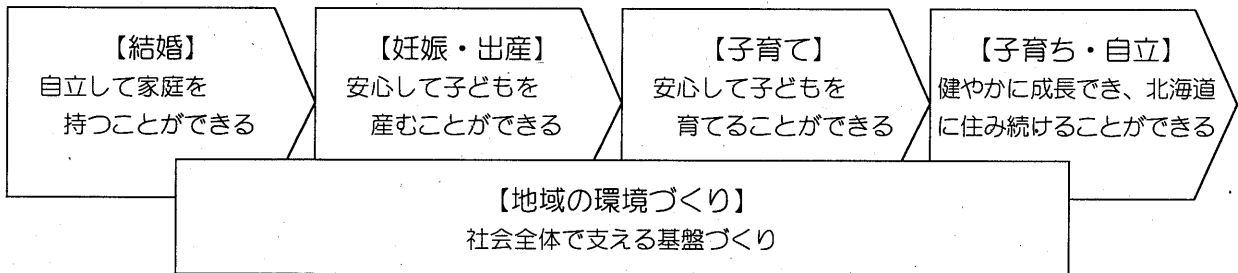 【結婚】
自立して家庭を
持つことができる
【妊娠・出産】
安心して子どもを
産むことができる
【子育て】
安心して子どもを
育てることができる
【子育ち・自立】
健やかに成長でき、北海道
に住み続けることができる
【地域の環境づくり】
社会全体で支える基盤づくり